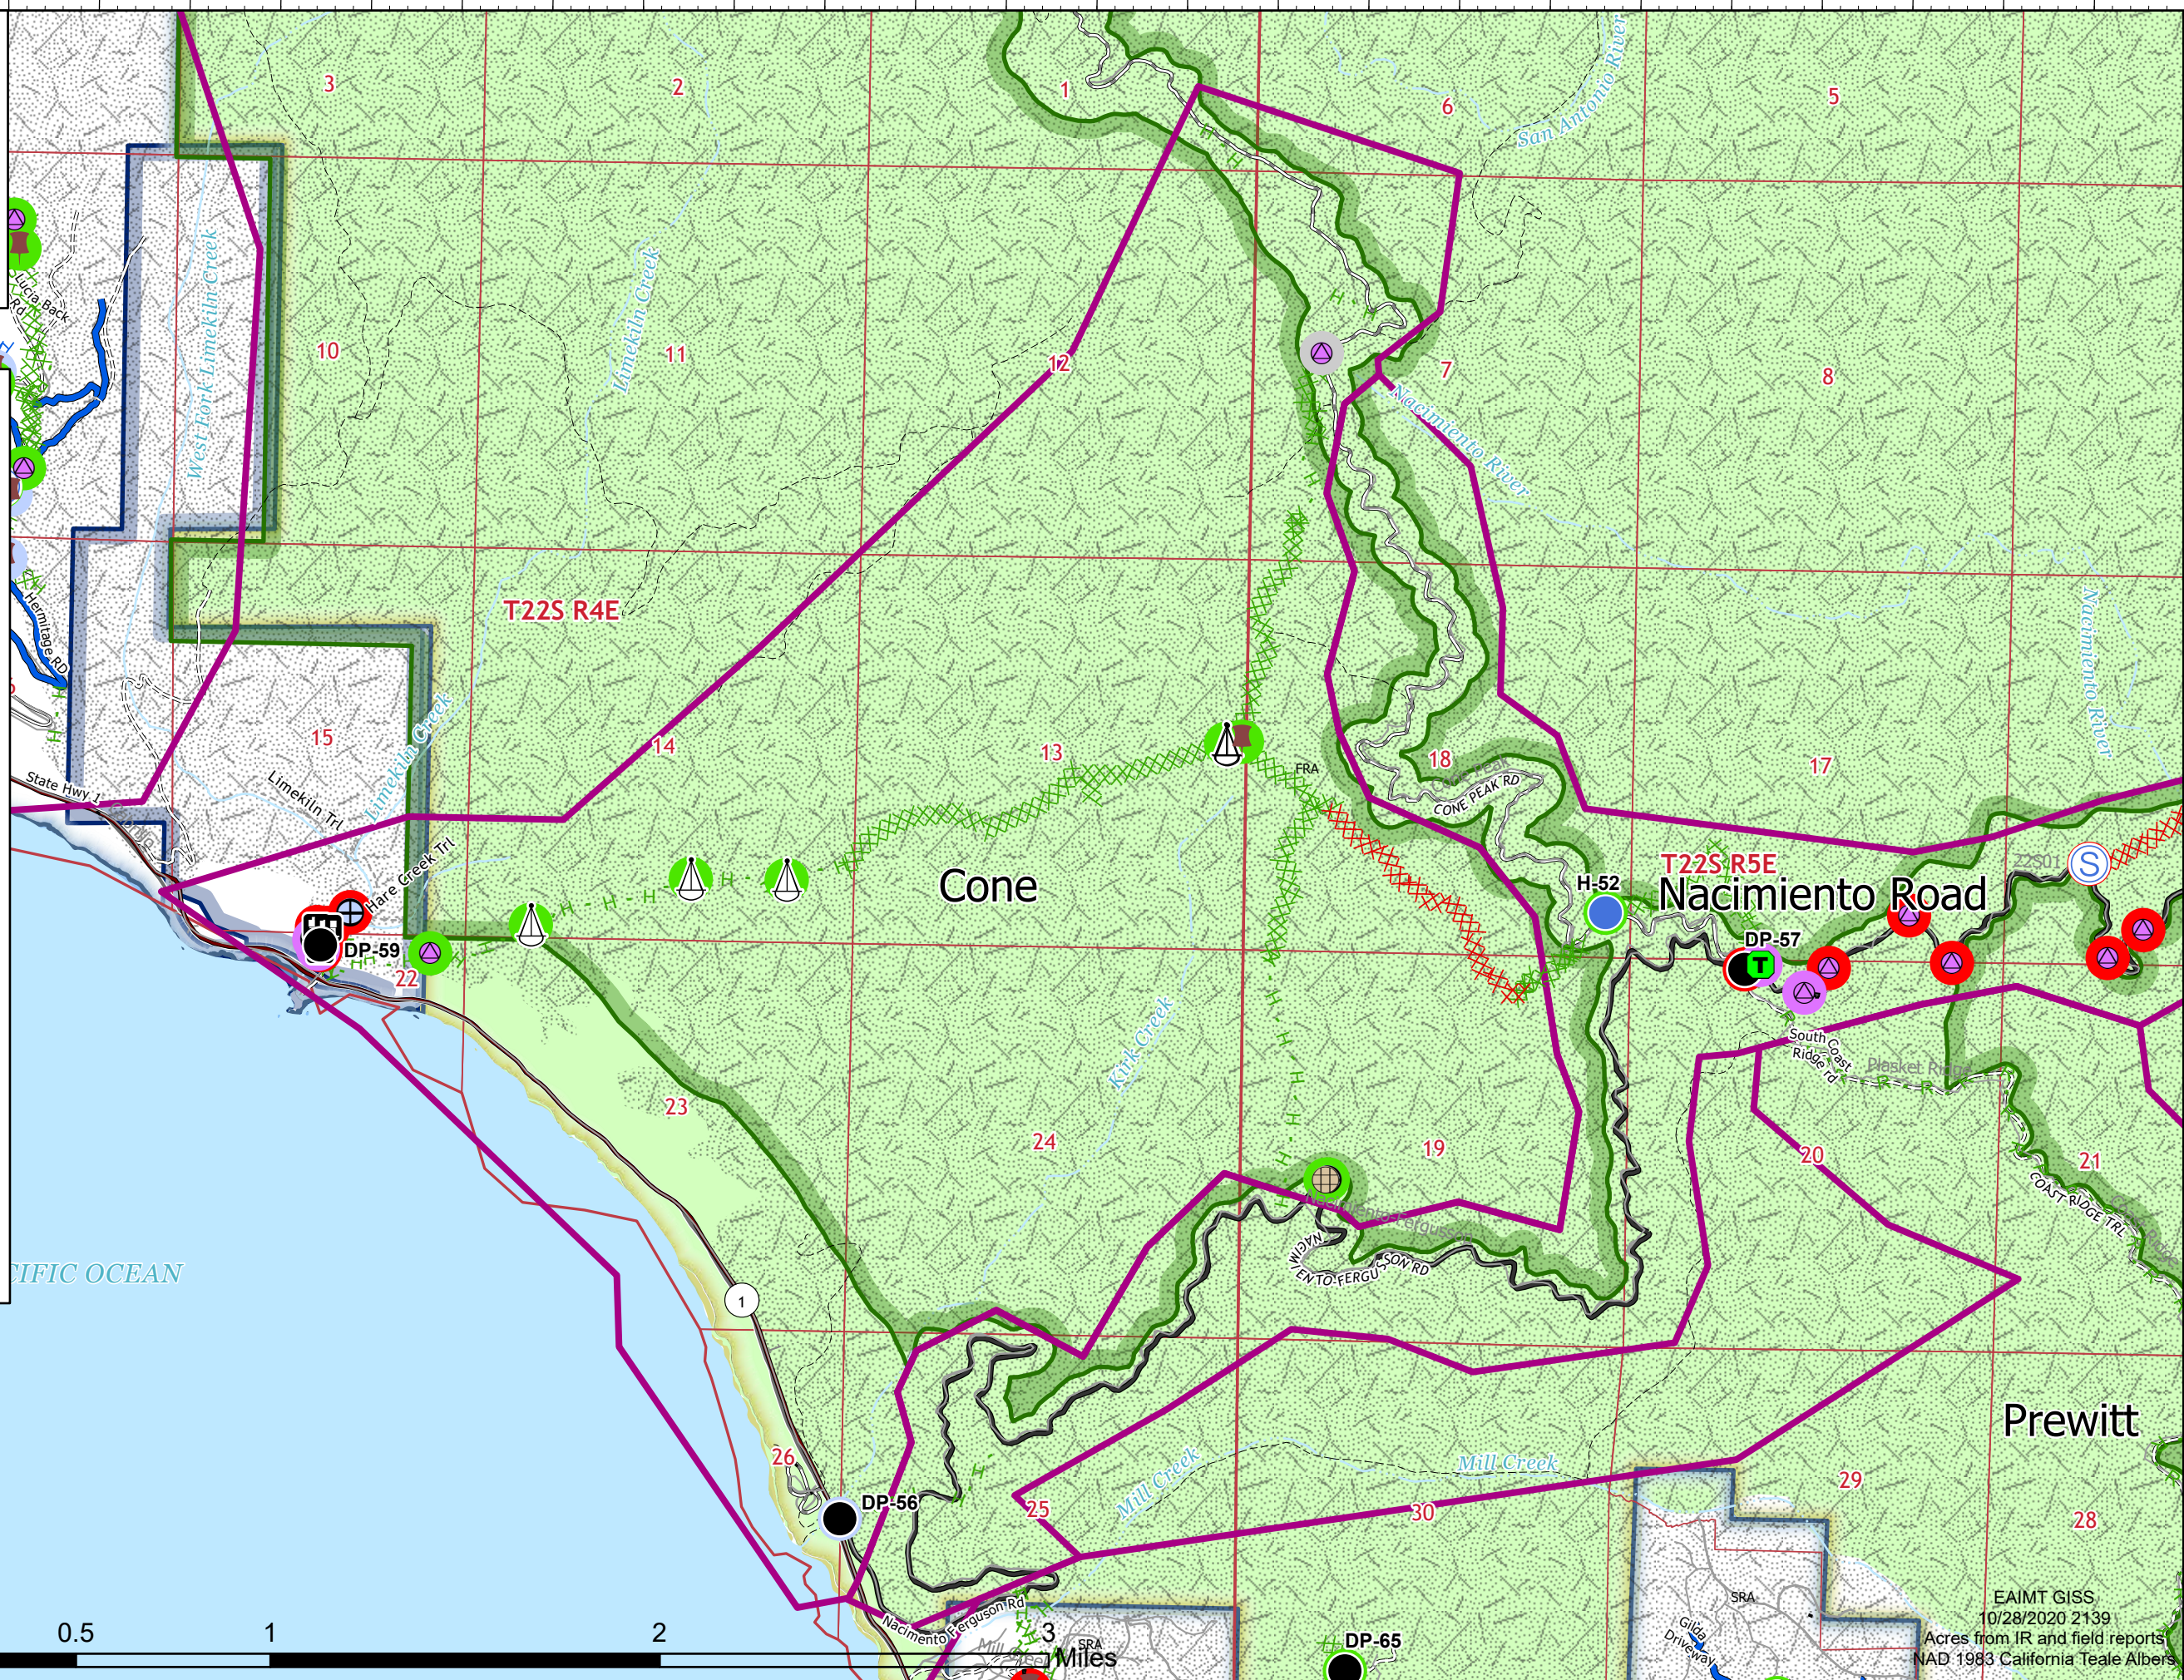 3
2
1
6
5
San Antonio River
Lucia Back
Rd
West Fork Limekiln Creek
10
Limekiln Creek
11
12
7
8
Nacimiento River
Nacimiento River
Hermitage RD
T22S R4E
15
14
13
18
17
FRA
CONE PEAK RD
State Hwy 1
Limekiln Trl
Limekiln Creek
Hare Creek Trl
Cone
T22S R5E
H-52
Nacimiento Road
22S01
S
DP-57
T
DP-59
22
South Coast
Ridge rd
Plasket Ridge
Kirk Creek
23
24
19
20
21
COAST RIDGE TRL
Nacimiento-Ferguson
NACIMIENTO-FERGUSSON RD
CIFIC OCEAN
1
Prewitt
26
Mill Creek
Mill Creek
DP-56
25
30
29
28
Nacimento Ferguson Rd
SRA
SRA
Gilda
Driveway
DP-65
EAIMT GISS
10/28/2020 2139
Acres from IR and field reports
NAD 1983 California Teale Albers
0.5 1 2 3
Miles
H
R